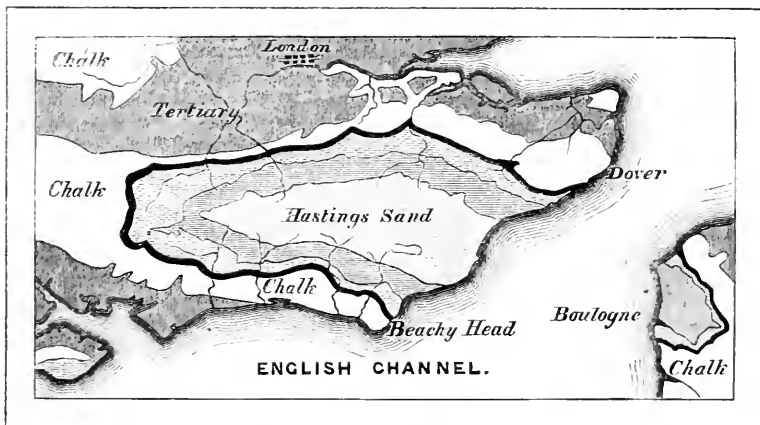 Chalk
London
Tertiary
Chalk
Dover
Hastings Sand
Chalk
Boulogne
Beachy Head
Chalk
ENGLISH CHANNEL.